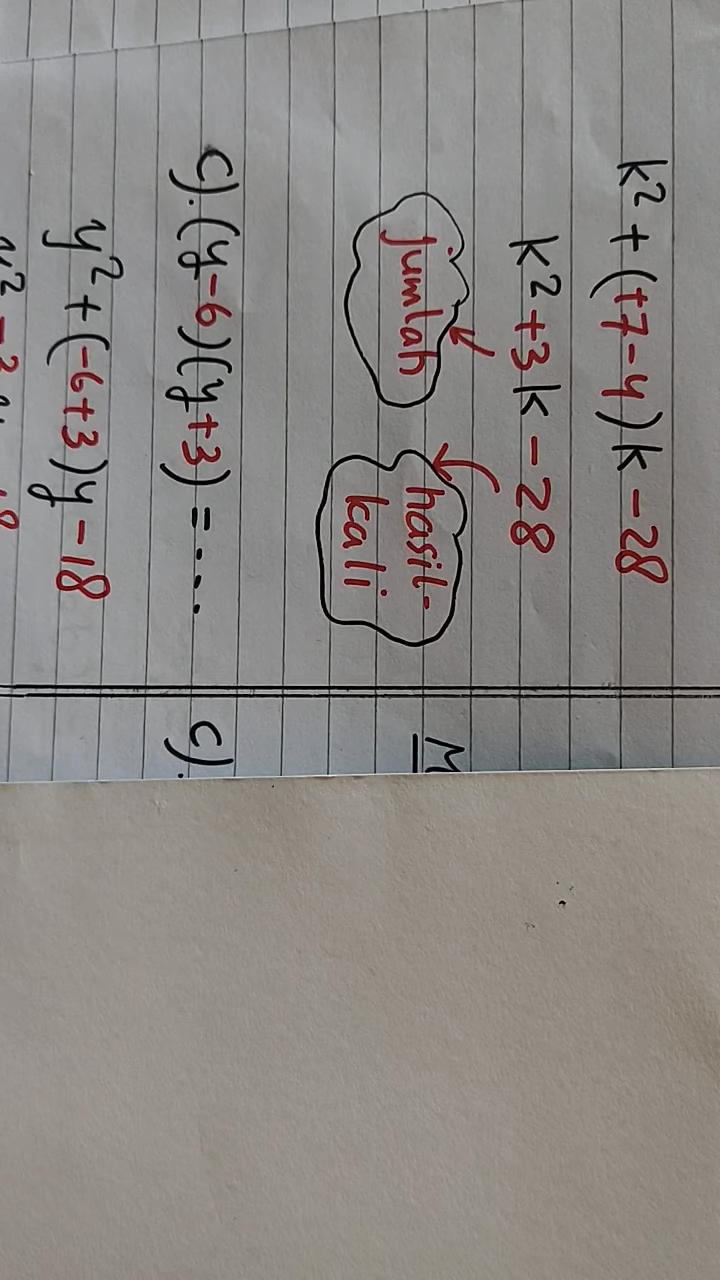 k² + (+7-4)k - 28
k² + 3k - 28
jumlah
hasil-
kali
M
c). (y-6)(y+3) = ....
c).
y² + (-6+3)y - 18